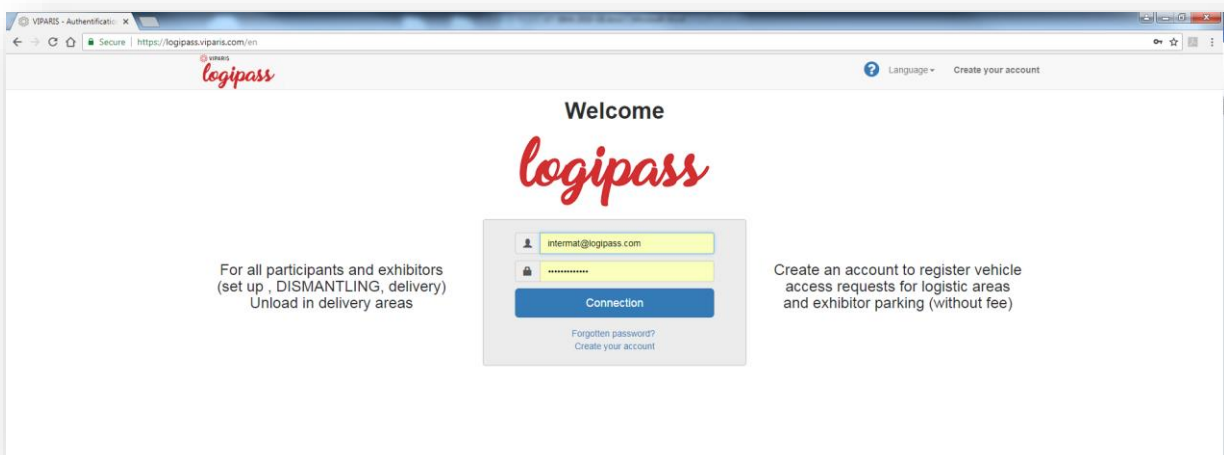 VIPARIS - Authentificatio
Secure | https://logipass.viparis.com/en
VIPARIS
logipass
? Language Create your account
Welcome
logipass
intermat@logipass.com
•••••••••••••
Connection
Forgotten password?
Create your account
For all participants and exhibitors
(set up , DISMANTLING, delivery)
Unload in delivery areas
Create an account to register vehicle
access requests for logistic areas
and exhibitor parking (without fee)